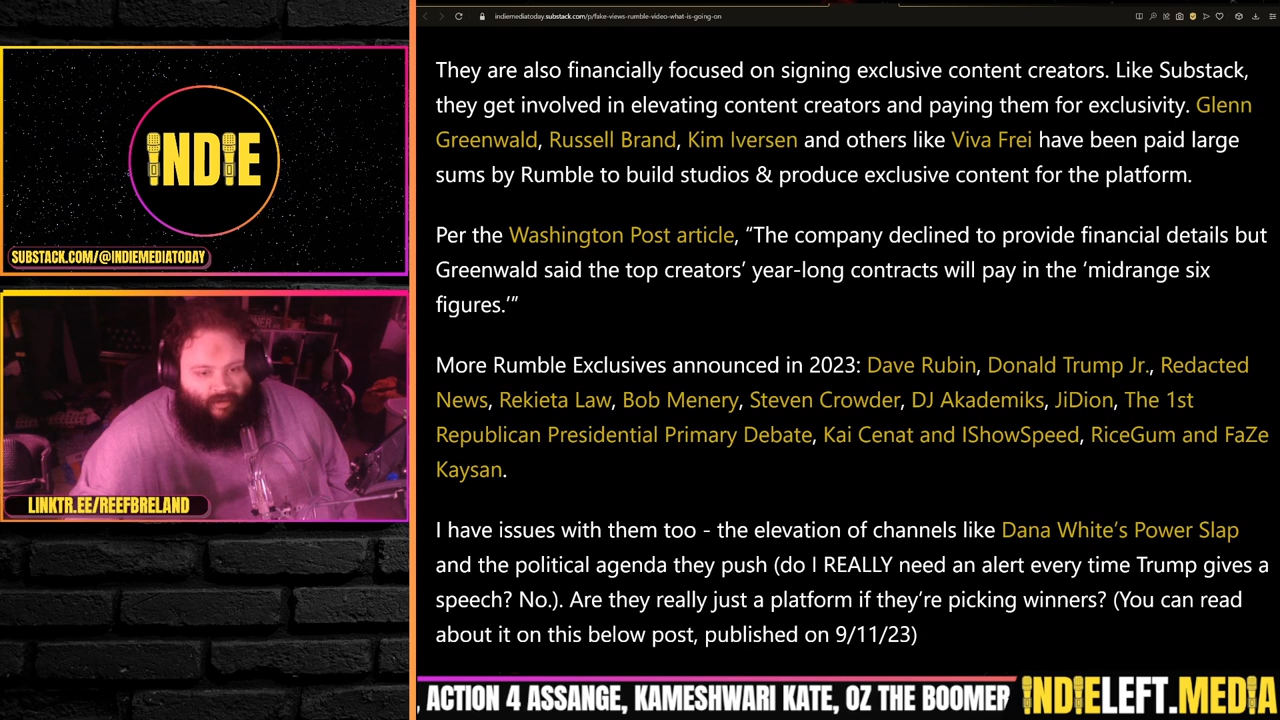 indiemediatoday.substack.com/p/fake-views-rumble-video-what-is-going-on
INDIE
SUBSTACK.COM/@INDIEMEDIATODAY
LINKTR.EE/REEFBRELAND
They are also financially focused on signing exclusive content creators. Like Substack,
they get involved in elevating content creators and paying them for exclusivity. Glenn
Greenwald, Russell Brand, Kim Iversen and others like Viva Frei have been paid large
sums by Rumble to build studios & produce exclusive content for the platform.
Per the Washington Post article, “The company declined to provide financial details but
Greenwald said the top creators’ year-long contracts will pay in the ‘midrange six
figures.’”
More Rumble Exclusives announced in 2023: Dave Rubin, Donald Trump Jr., Redacted
News, Rekieta Law, Bob Menery, Steven Crowder, DJ Akademiks, JiDion, The 1st
Republican Presidential Primary Debate, Kai Cenat and IShowSpeed, RiceGum and FaZe
Kaysan.
I have issues with them too - the elevation of channels like Dana White’s Power Slap
and the political agenda they push (do I REALLY need an alert every time Trump gives a
speech? No.). Are they really just a platform if they’re picking winners? (You can read
about it on this below post, published on 9/11/23)
, ACTION 4 ASSANGE, KAMESHWARI KATE, OZ THE BOOMER
INDIELEFT.MEDIA